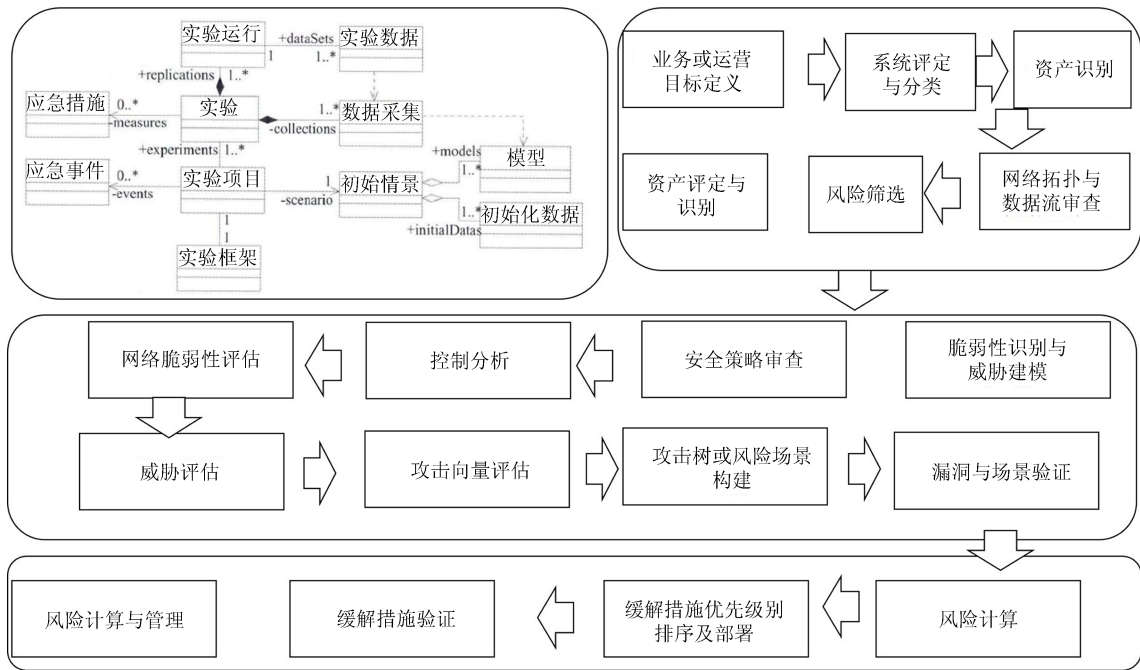 实验运行
1
+dataSets
1..*
实验数据
+replications
1..*
应急措施
0..*
-measures
实验
1..*
-collections
数据采集
+experiments
1..*
+models
1..*
模型
应急事件
0..*
-events
实验项目
1
-scenario
初始情景
1..*
+initialDatas
初始化数据
1
1
实验框架
业务或运营
目标定义
系统评定
与分类
资产识别
资产评定与
识别
风险筛选
网络拓扑与
数据流审查
网络脆弱性评估
控制分析
安全策略审查
脆弱性识别与
威胁建模
威胁评估
攻击向量评估
攻击树或风险场景
构建
漏洞与场景验证
风险计算与管理
缓解措施验证
缓解措施优先级别
排序及部署
风险计算